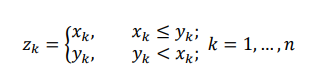 z_k = { x_k, x_k ≤ y_k; y_k, y_k < x_k; k = 1, … , n